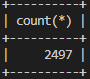 +----------+
| count(*) |
+----------+
|     2497 |
+----------+